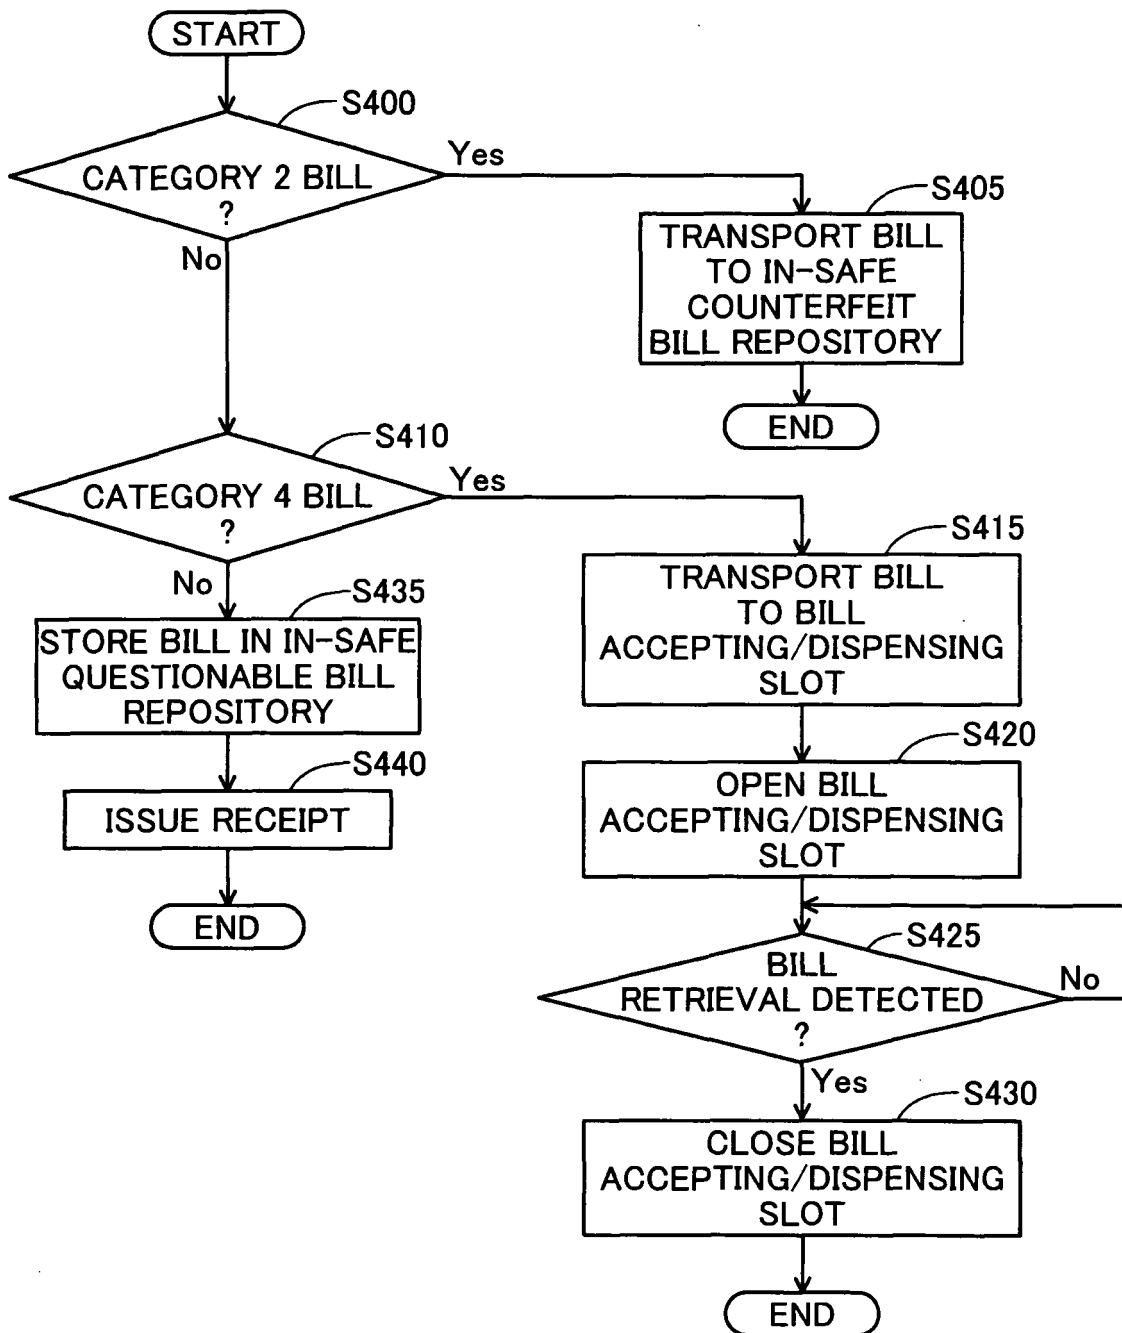 START
S400
CATEGORY 2 BILL
?
Yes
No
S405
TRANSPORT BILL
TO IN-SAFE
COUNTERFEIT
BILL REPOSITORY
END
S410
CATEGORY 4 BILL
?
Yes
No
S435
STORE BILL IN IN-SAFE
QUESTIONABLE BILL
REPOSITORY
S440
ISSUE RECEIPT
END
S415
TRANSPORT BILL
TO BILL
ACCEPTING/DISPENSING
SLOT
S420
OPEN BILL
ACCEPTING/DISPENSING
SLOT
S425
BILL
RETRIEVAL DETECTED
?
No
Yes
S430
CLOSE BILL
ACCEPTING/DISPENSING
SLOT
END